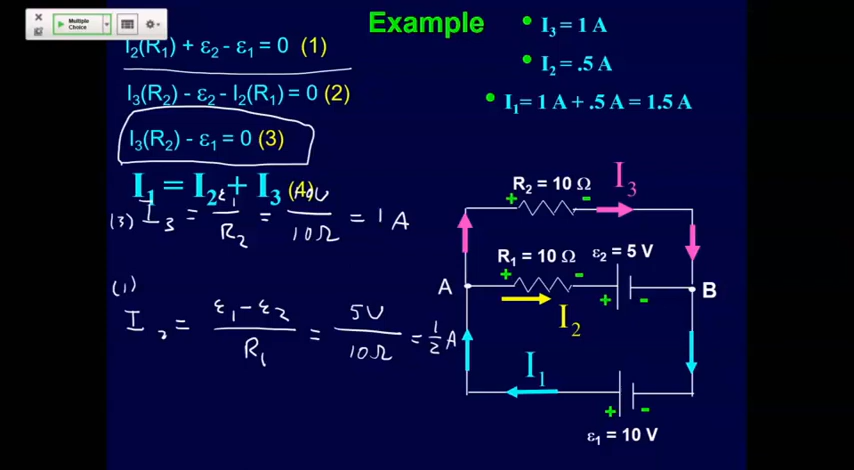 Multiple
Choice
Example
I₂(R₁) + ε₂ - ε₁ = 0 (1)
I₃(R₂) - ε₂ - I₂(R₁) = 0 (2)
I₃(R₂) - ε₁ = 0 (3)
I₁ = I₂ + I₃ (4)
• I₃ = 1 A
• I₂ = .5 A
• I₁ = 1 A + .5 A = 1.5 A
(3) I₃ = ε₁/R₂ = 10V/10Ω = 1 A
(1)
I₂ = ε₁-ε₂/R₁ = 5V/10Ω = 1/2 A
R₂ = 10 Ω
I₃
+ -
R₁ = 10 Ω
ε₂ = 5 V
+ -
A
B
+ -
I₂
I₁
+ -
ε₁ = 10 V